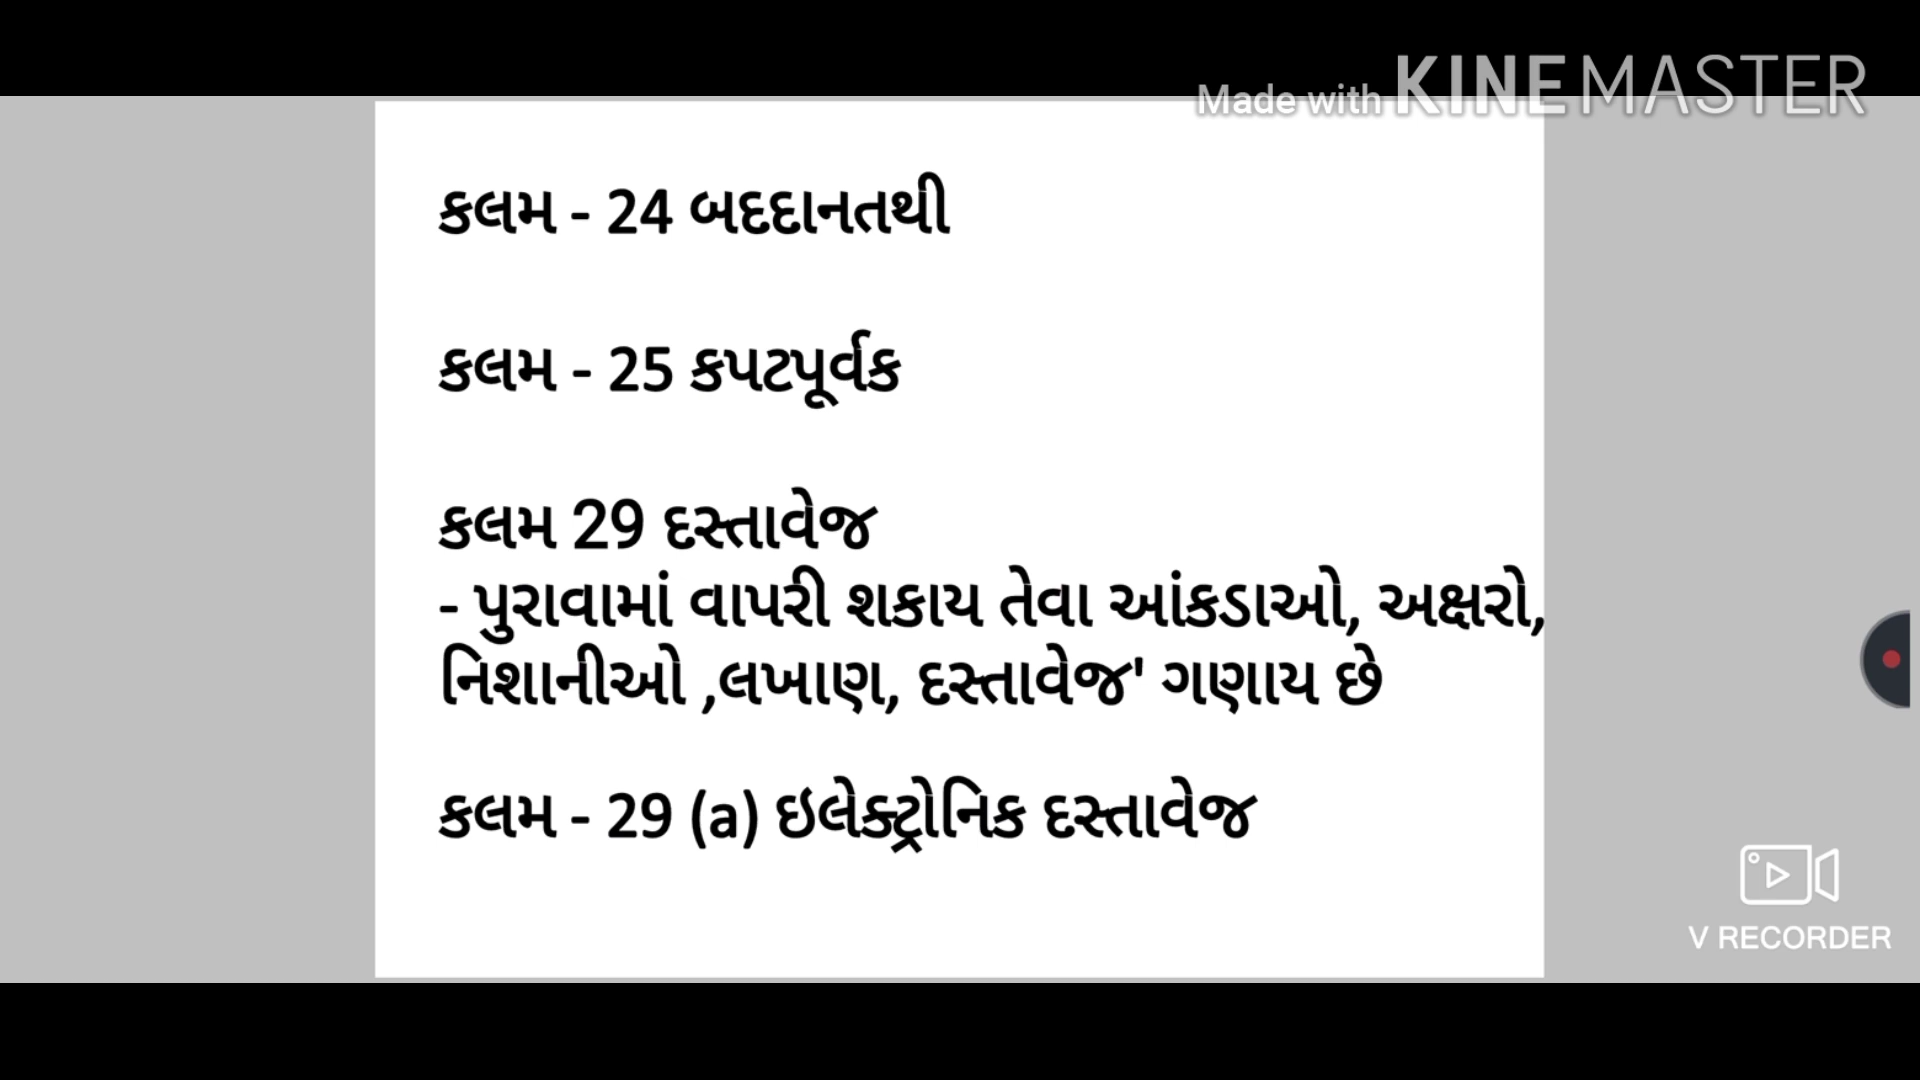 Made with KINEMASTER
કલમ - 24 બદદાનતથી
કલમ - 25 કપટપૂર્વક
કલમ 29 દસ્તાવેજ
- પુરાવામાં વાપરી શકાય તેવા આંકડાઓ, અક્ષરો,
નિશાનીઓ ,લખાણ, દસ્તાવેજ' ગણાય છે
કલમ - 29 (a) ઇલેક્ટ્રોનિક દસ્તાવેજ
V RECORDER